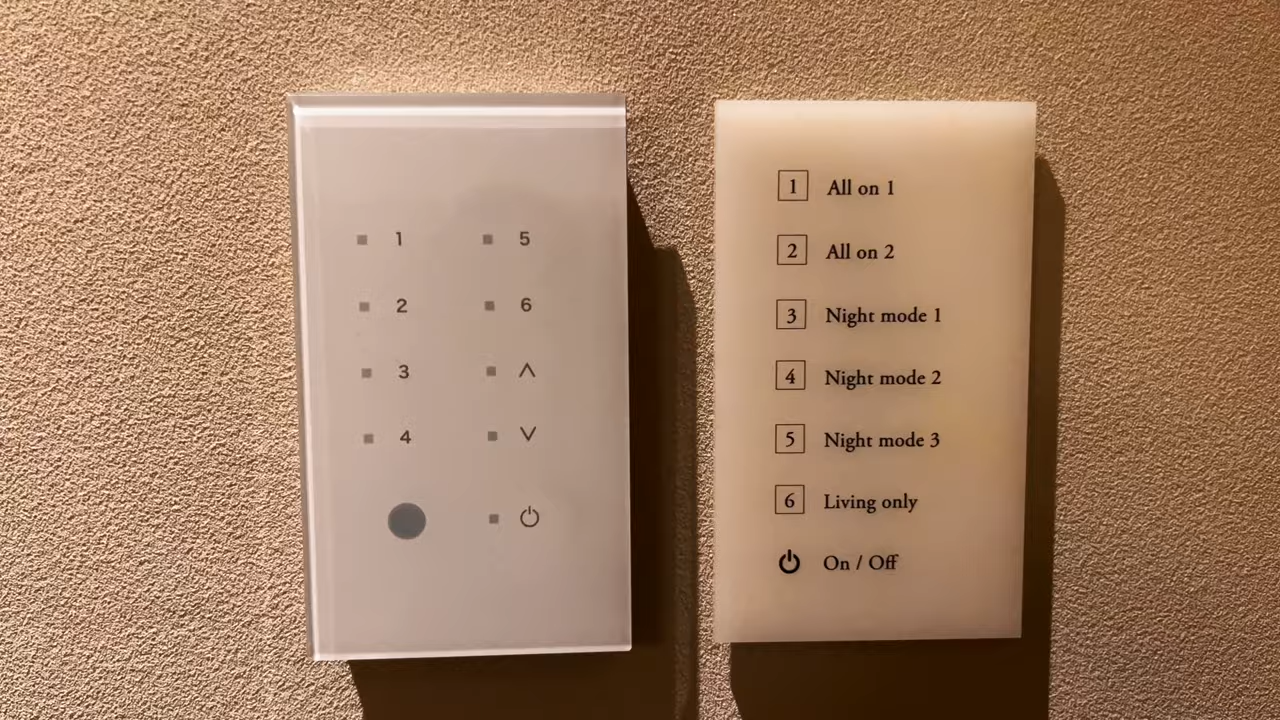 1 5
2 6
3
4
1 All on 1
2 All on 2
3 Night mode 1
4 Night mode 2
5 Night mode 3
6 Living only
On / Off